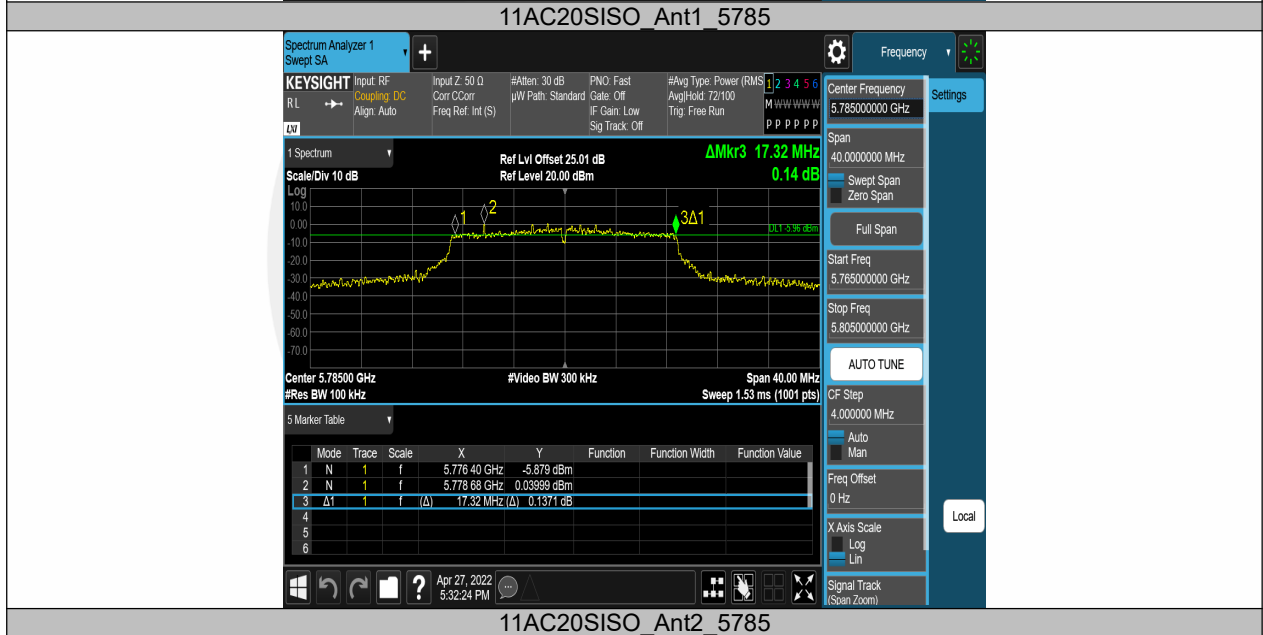 11AC20SISO_Ant1_5785
Spectrum Analyzer 1
Swept SA
+
Frequency
KEYSIGHT
RL
LXI
Input: RF
Coupling: DC
Align: Auto
Input Z: 50 Ω
Corr CCorr
Freq Ref: Int (S)
#Atten: 30 dB
µW Path: Standard
PNO: Fast
Gate: Off
IF Gain: Low
Sig Track: Off
#Avg Type: Power (RMS
Avg|Hold: 72/100
Trig: Free Run
1 2 3 4 5 6
M W W W W W
P P P P P P
1 Spectrum
Scale/Div 10 dB
Ref Lvl Offset 25.01 dB
Ref Level 20.00 dBm
ΔMkr3 17.32 MHz
0.14 dB
Log
10.0
0.00
-10.0
-20.0
-30.0
-40.0
-50.0
-60.0
-70.0
1
2
3Δ1
DL1 -5.96 dBm
Center 5.78500 GHz
#Video BW 300 kHz
Span 40.00 MHz
#Res BW 100 kHz
Sweep 1.53 ms (1001 pts)
5 Marker Table
Mode Trace Scale X Y Function Function Width Function Value
1 N 1 f 5.776 40 GHz -5.879 dBm
2 N 1 f 5.778 68 GHz 0.03999 dBm
3 Δ1 1 f (Δ) 17.32 MHz (Δ) 0.1371 dB
4
5
6
?
Apr 27, 2022
5:32:24 PM
Center Frequency
5.785000000 GHz
Settings
Span
40.0000000 MHz
Swept Span
Zero Span
Full Span
Start Freq
5.765000000 GHz
Stop Freq
5.805000000 GHz
AUTO TUNE
CF Step
4.000000 MHz
Auto
Man
Freq Offset
0 Hz
Local
X Axis Scale
Log
Lin
Signal Track
(Span Zoom)
11AC20SISO_Ant2_5785